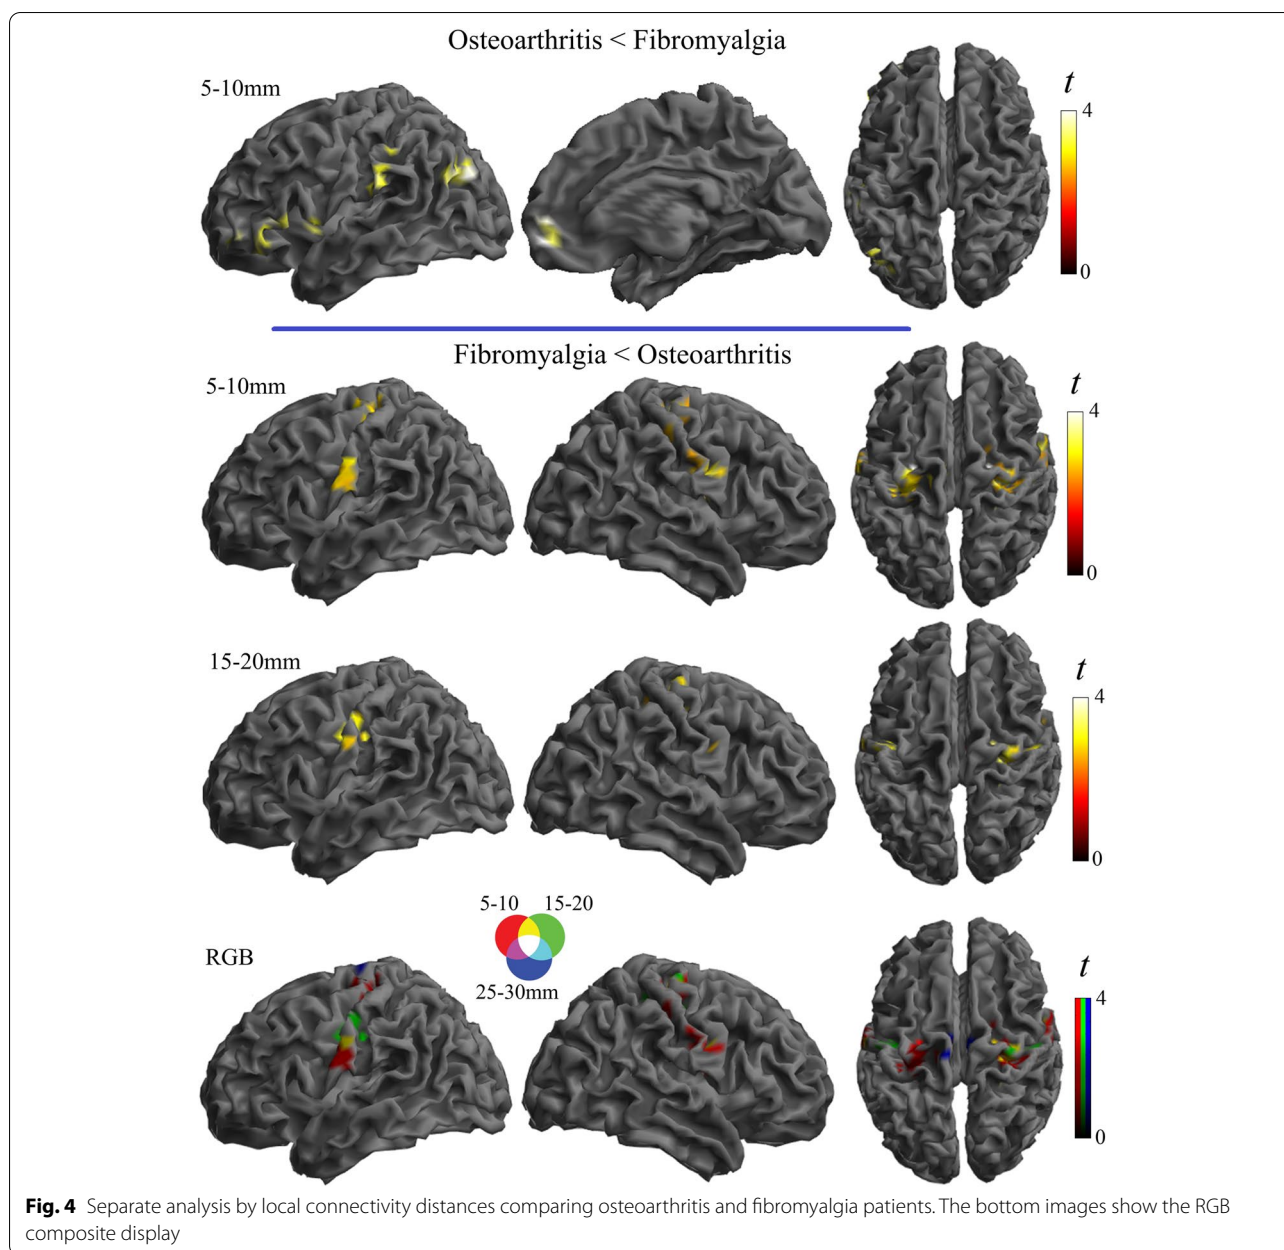 Osteoarthritis < Fibromyalgia
5-10mm
t
4
0
Fibromyalgia < Osteoarthritis
5-10mm
t
4
0
15-20mm
t
4
0
5-10 15-20
RGB
25-30mm
t
4
0
Fig. 4 Separate analysis by local connectivity distances comparing osteoarthritis and fibromyalgia patients. The bottom images show the RGB
composite display